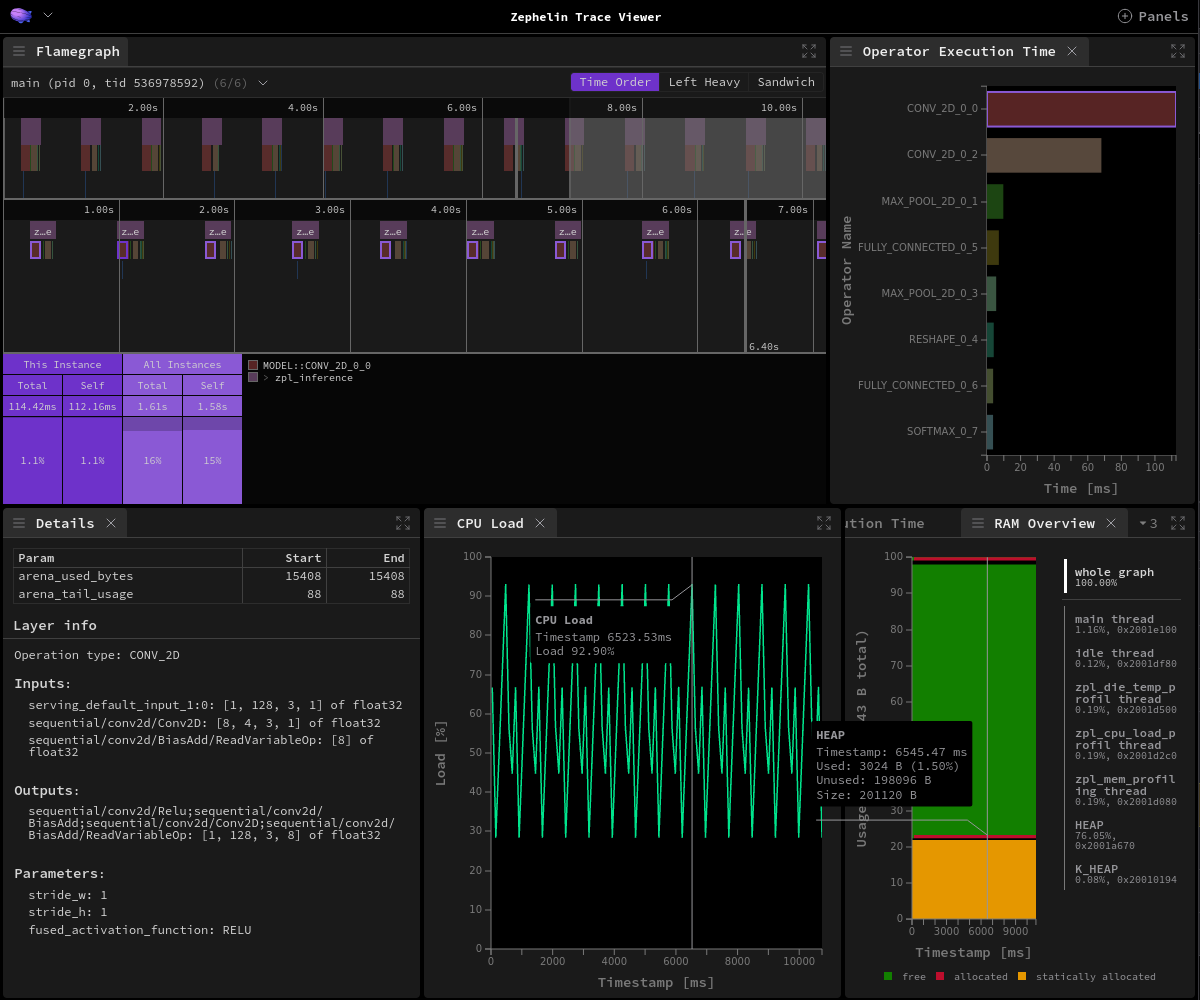 Zephelin Trace Viewer
Panels
Flamegraph
main (pid 0, tid 536978592) (6/6)
Time Order
Left Heavy
Sandwich
2.00s
4.00s
6.00s
8.00s
10.00s
1.00s
2.00s
3.00s
4.00s
5.00s
6.00s
7.00s
z…e
z…e
z…e
z…e
z…e
z…e
z…e
z…e
z…e
6.40s
This Instance
All Instances
Total
Self
Total
Self
114.42ms
112.16ms
1.61s
1.58s
1.1%
1.1%
16%
15%
MODEL::CONV_2D_0_0
> zpl_inference
Operator Execution Time
Operator Name
CONV_2D_0_0
CONV_2D_0_2
MAX_POOL_2D_0_1
FULLY_CONNECTED_0_5
MAX_POOL_2D_0_3
RESHAPE_0_4
FULLY_CONNECTED_0_6
SOFTMAX_0_7
0
20
40
60
80
100
Time [ms]
Details
Param Start End
arena_used_bytes 15408 15408
arena_tail_usage 88 88
Layer info
Operation type: CONV_2D
Inputs:
serving_default_input_1:0: [1, 128, 3, 1] of float32
sequential/conv2d/Conv2D: [8, 4, 3, 1] of float32
sequential/conv2d/BiasAdd/ReadVariableOp: [8] of
float32
Outputs:
sequential/conv2d/Relu;sequential/conv2d/
BiasAdd;sequential/conv2d/Conv2D;sequential/conv2d/
BiasAdd/ReadVariableOp: [1, 128, 3, 8] of float32
Parameters:
stride_w: 1
stride_h: 1
fused_activation_function: RELU
CPU Load
Load [%]
100
90
80
70
60
50
40
30
20
10
0
CPU Load
Timestamp 6523.53ms
Load 92.90%
0
2000
4000
6000
8000
10000
Timestamp [ms]
ution Time
RAM Overview
3
100
90
80
70
60
30
20
10
0
Usage
43 B total)
HEAP
Timestamp: 6545.47 ms
Used: 3024 B (1.50%)
Unused: 198096 B
Size: 201120 B
0
3000
6000
9000
Timestamp [ms]
free
allocated
statically allocated
whole graph
100.00%
main thread
1.16%, 0x2001e100
idle thread
0.12%, 0x2001df80
zpl_die_temp_p
rofil thread
0.19%, 0x2001d500
zpl_cpu_load_p
rofil thread
0.19%, 0x2001d2c0
zpl_mem_profil
ing thread
0.19%, 0x2001d080
HEAP
76.05%,
0x2001a670
K_HEAP
0.08%, 0x20010194